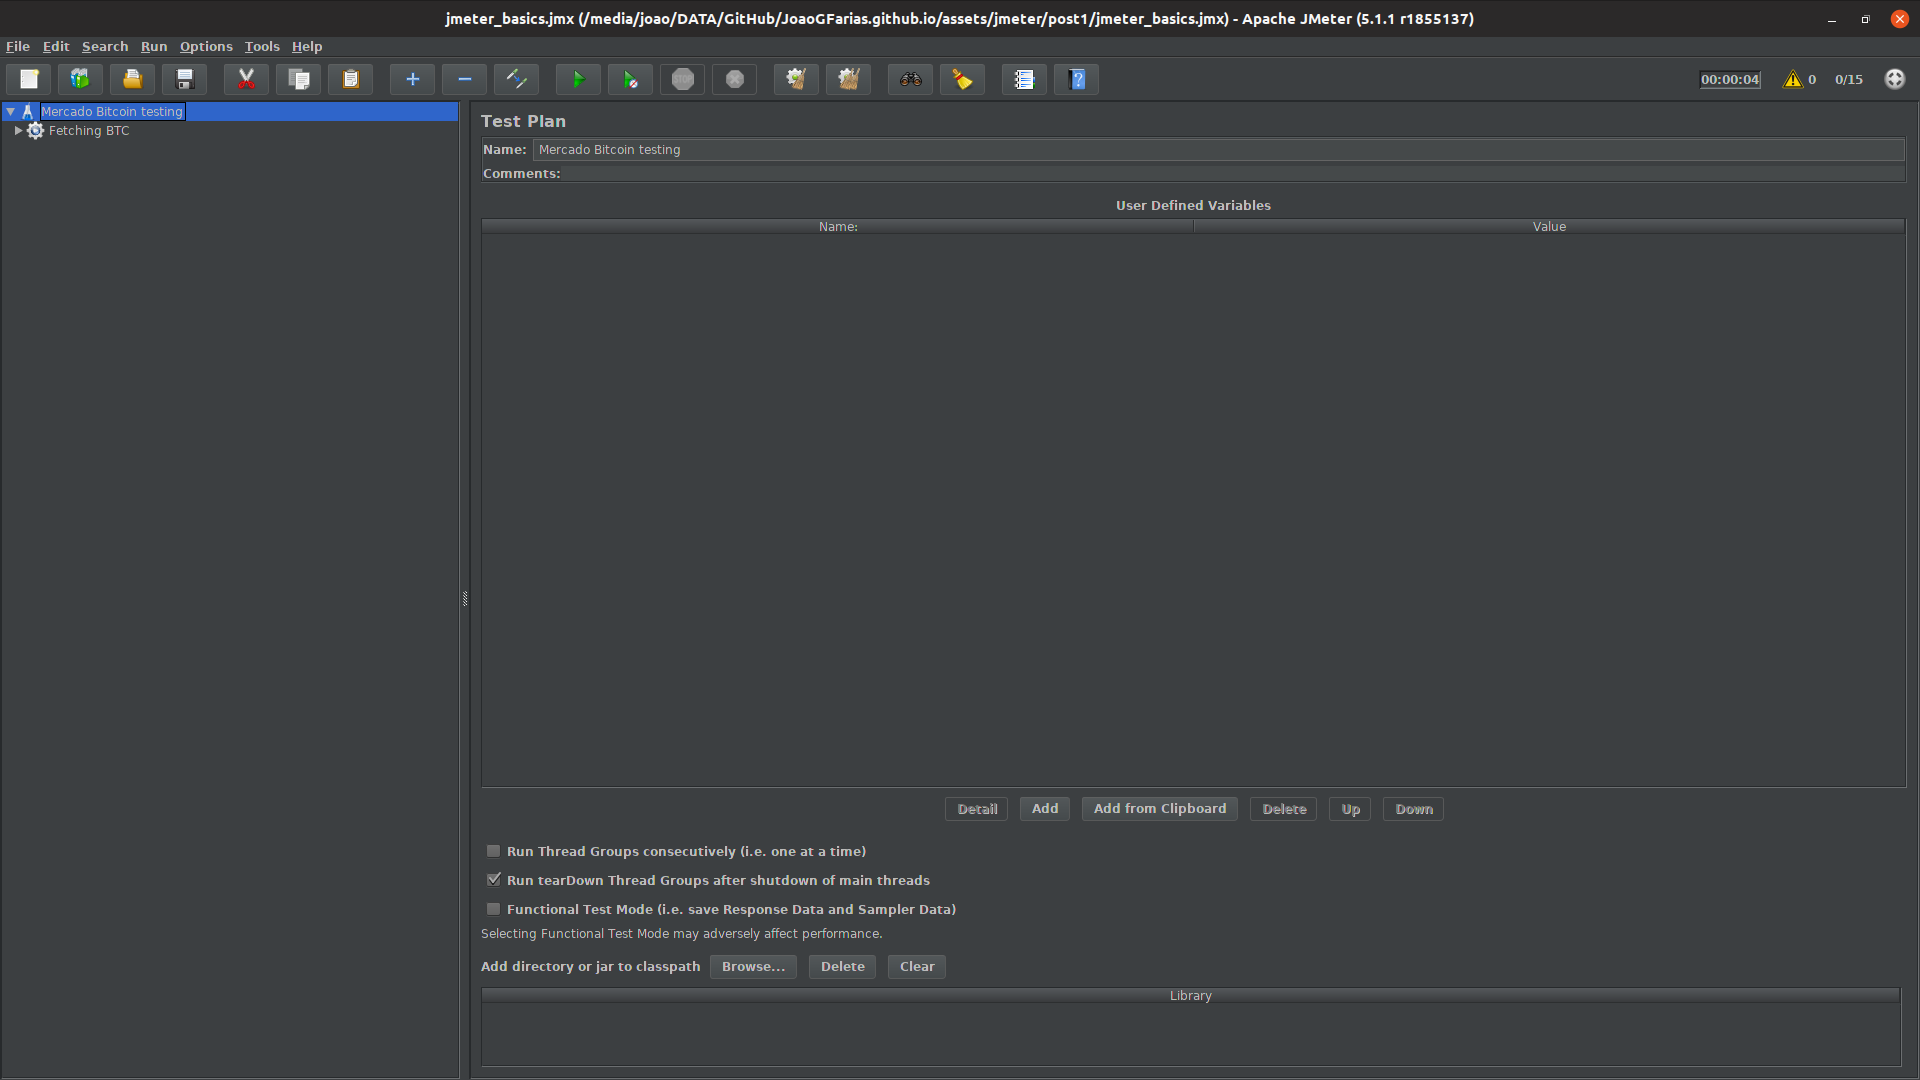 jmeter_basics.jmx (/media/joao/DATA/GitHub/JoaoGFarias.github.io/assets/jmeter/post1/jmeter_basics.jmx) - Apache JMeter (5.1.1 r1855137)
File Edit Search Run Options Tools Help
STOP 00:00:04 0 0/15
Mercado Bitcoin testing
Fetching BTC
Test Plan
Name: Mercado Bitcoin testing
Comments:
User Defined Variables
Name: Value
Detail Add Add from Clipboard Delete Up Down
Run Thread Groups consecutively (i.e. one at a time)
Run tearDown Thread Groups after shutdown of main threads
Functional Test Mode (i.e. save Response Data and Sampler Data)
Selecting Functional Test Mode may adversely affect performance.
Add directory or jar to classpath Browse... Delete Clear
Library